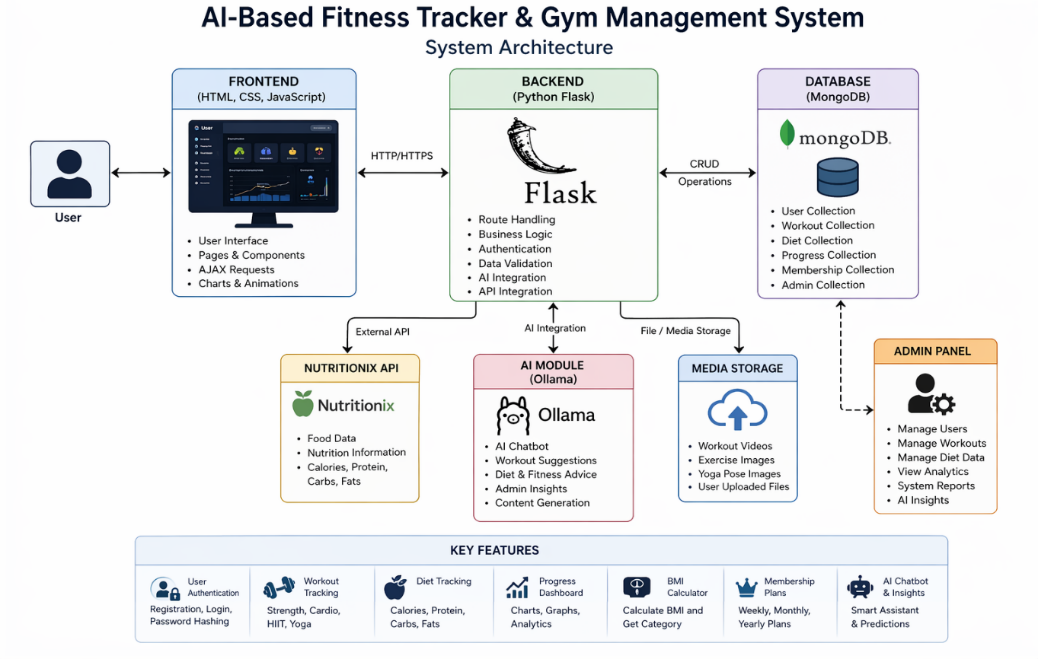 AI-Based Fitness Tracker & Gym Management System
System Architecture
FRONTEND
(HTML, CSS, JavaScript)
User
User Interface
Pages & Components
AJAX Requests
Charts & Animations
User
HTTP/HTTPS
BACKEND
(Python Flask)
Flask
Route Handling
Business Logic
Authentication
Data Validation
AI Integration
API Integration
CRUD
Operations
DATABASE
(MongoDB)
mongoDB.
User Collection
Workout Collection
Diet Collection
Progress Collection
Membership Collection
Admin Collection
External API
AI Integration
File / Media Storage
NUTRITIONIX API
Nutritionix
Food Data
Nutrition Information
Calories, Protein,
Carbs, Fats
AI MODULE
(Ollama)
Ollama
AI Chatbot
Workout Suggestions
Diet & Fitness Advice
Admin Insights
Content Generation
MEDIA STORAGE
Workout Videos
Exercise Images
Yoga Pose Images
User Uploaded Files
ADMIN PANEL
Manage Users
Manage Workouts
Manage Diet Data
View Analytics
System Reports
AI Insights
KEY FEATURES
User
Authentication
Registration, Login,
Password Hashing
Workout
Tracking
Strength, Cardio,
HIIT, Yoga
Diet Tracking
Calories, Protein,
Carbs, Fats
Progress
Dashboard
Charts, Graphs,
Analytics
BMI
Calculator
Calculate BMI and
Get Category
Membership
Plans
Weekly, Monthly,
Yearly Plans
AI Chatbot
& Insights
Smart Assistant
& Predictions